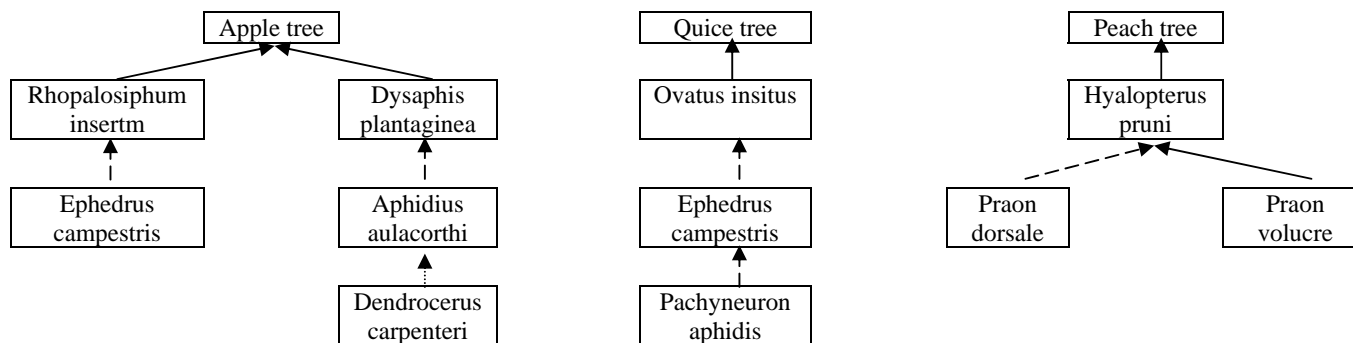 Apple tree
Quice tree
Peach tree
Rhopalosiphum
insertm
Dysaphis
plantaginea
Ovatus insitus
Hyalopterus
pruni
Ephedrus
campestris
Aphidius
aulacorthi
Ephedrus
campestris
Praon
dorsale
Praon
volucre
Dendrocerus
carpenteri
Pachyneuron
aphidis